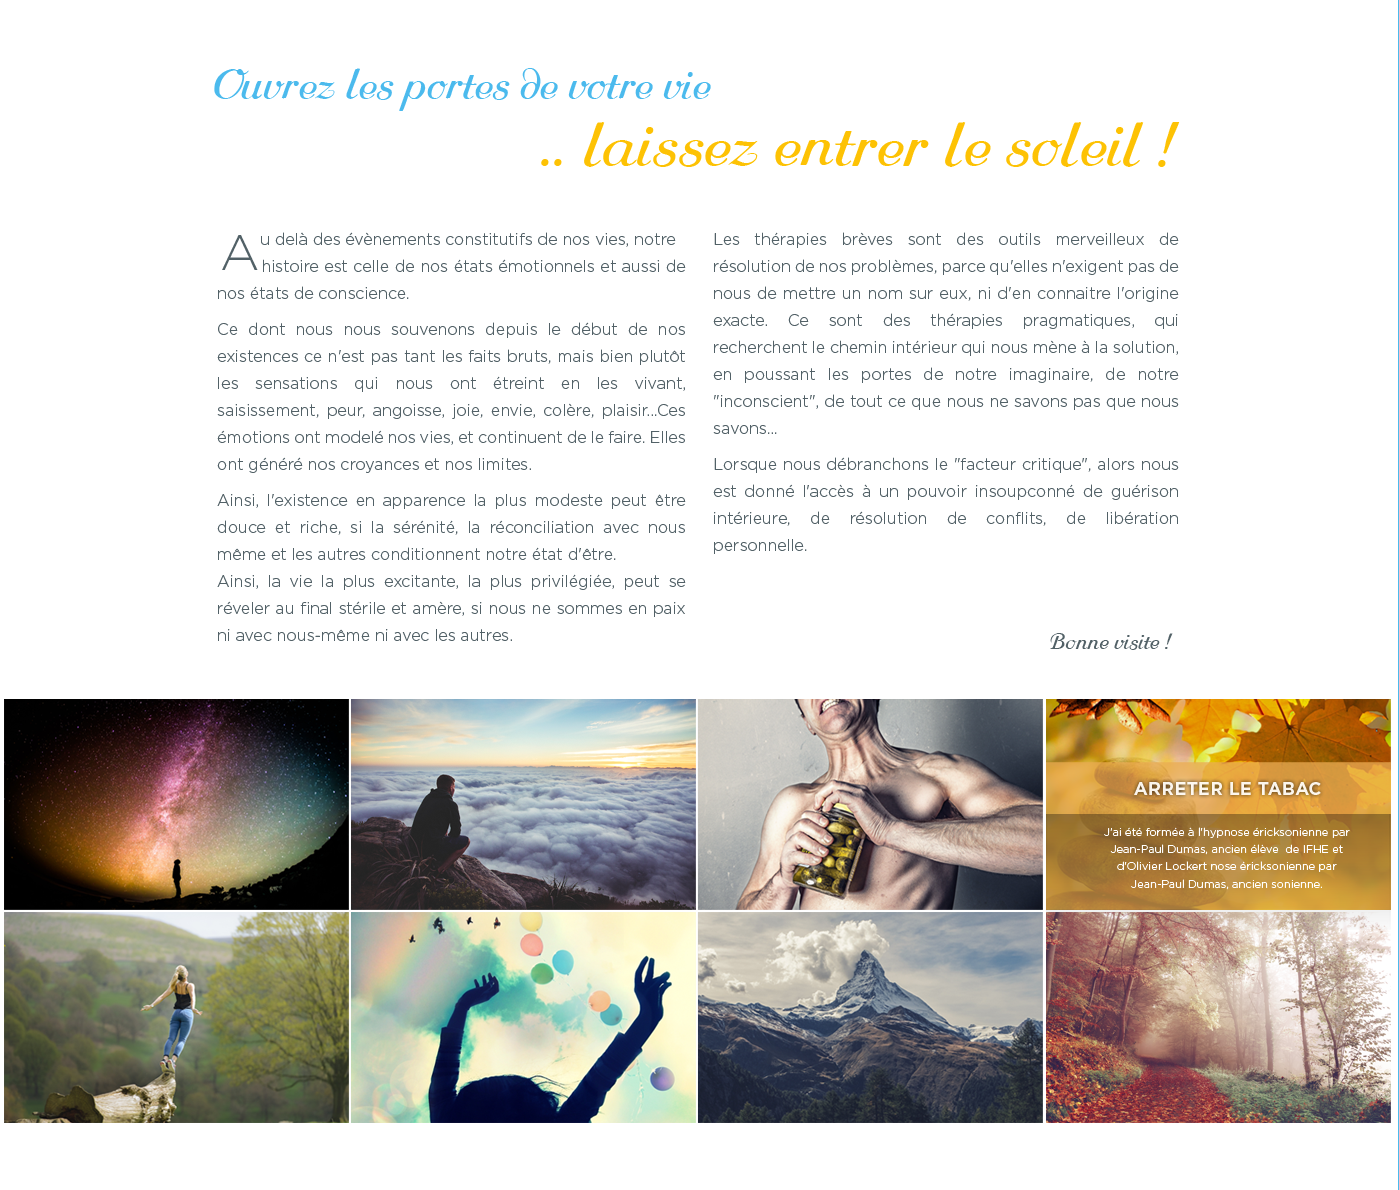 Ouvrez les portes de votre vie
.. laissez entrer le soleil !
Au delà des évènements constitutifs de nos vies, notre
histoire est celle de nos états émotionnels et aussi de
nos états de conscience.
Ce dont nous nous souvenons depuis le début de nos
existences ce n'est pas tant les faits bruts, mais bien plutôt
les sensations qui nous ont étreint en les vivant,
saisissement, peur, angoisse, joie, envie, colère, plaisir...Ces
émotions ont modelé nos vies, et continuent de le faire. Elles
ont généré nos croyances et nos limites.
Ainsi, l'existence en apparence la plus modeste peut être
douce et riche, si la sérénité, la réconciliation avec nous
même et les autres conditionnent notre état d'être.
Ainsi, la vie la plus excitante, la plus privilégiée, peut se
réveler au final stérile et amère, si nous ne sommes en paix
ni avec nous-même ni avec les autres.
Les thérapies brèves sont des outils merveilleux de
résolution de nos problèmes, parce qu'elles n'exigent pas de
nous de mettre un nom sur eux, ni d'en connaitre l'origine
exacte. Ce sont des thérapies pragmatiques, qui
recherchent le chemin intérieur qui nous mène à la solution,
en poussant les portes de notre imaginaire, de notre
"inconscient", de tout ce que nous ne savons pas que nous
savons...
Lorsque nous débranchons le "facteur critique", alors nous
est donné l'accès à un pouvoir insoupconné de guérison
intérieure, de résolution de conflits, de libération
personnelle.
Bonne visite !
ARRETER LE TABAC
J'ai été formée à l'hypnose éricksonienne par
Jean-Paul Dumas, ancien élève de IFHE et
d'Olivier Lockert nose éricksonienne par
Jean-Paul Dumas, ancien sonienne.